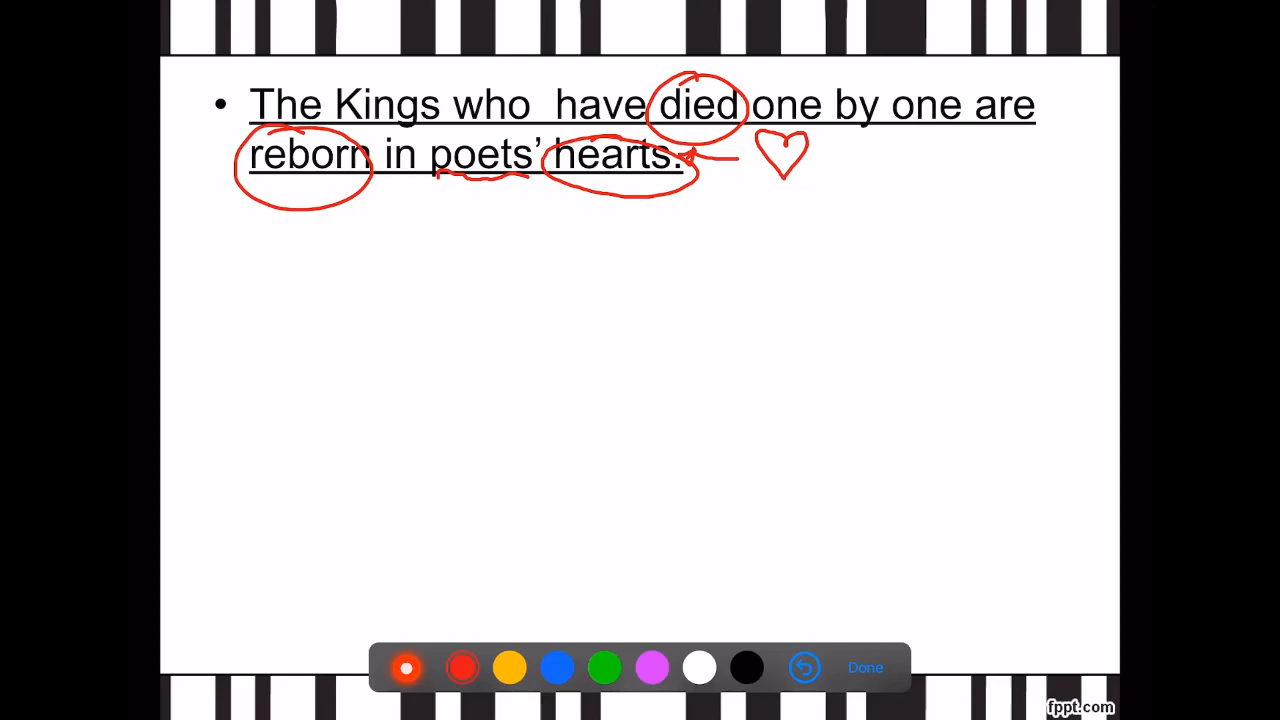 • The Kings who  have died one by one are
reborn in poets’ hearts.
Done
fppt.com